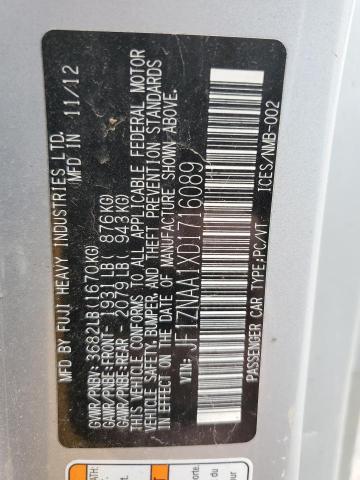 MFD BY FUJI HEAVY INDUSTRIES LTD.
MFD IN 11/12
GVWR/PNBV: 3682LB(1670KG)
GAWR/PNBE:FRONT- 1931LB( 876KG)
GAWR/PNBE:REAR- 2079LB( 943KG)
THIS VEHICLE CONFORMS TO ALL APPLICABLE FEDERAL MOTOR
VEHICLE SAFETY,BUMPER,AND THEFT PREVENTION STANDARDS
IN EFFECT ON THE DATE OF MANUFACTURE SHOWN ABOVE.
VIN: JF1ZNAA1XD1716089
PASSENGER CAR TYPE:PC/VT
ICES/NMB-002